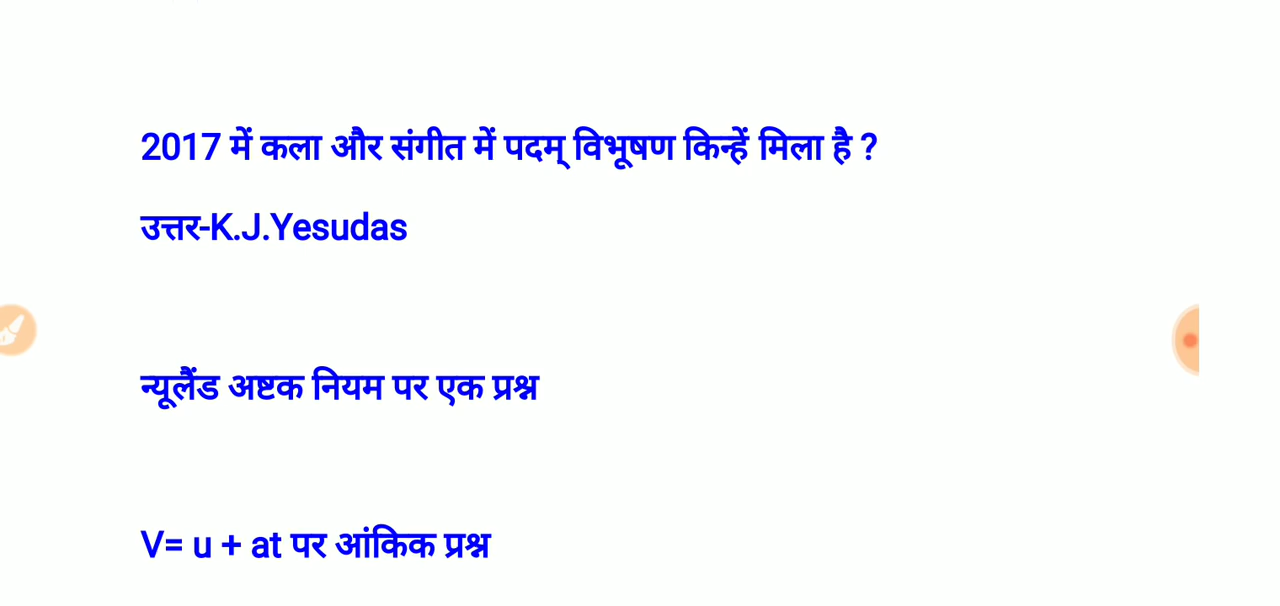 2017 में कला और संगीत में पदम् विभूषण किन्हें मिला है ?
उत्तर-K.J.Yesudas
न्यूलैंड अष्टक नियम पर एक प्रश्न
V= u + at पर आंकिक प्रश्न